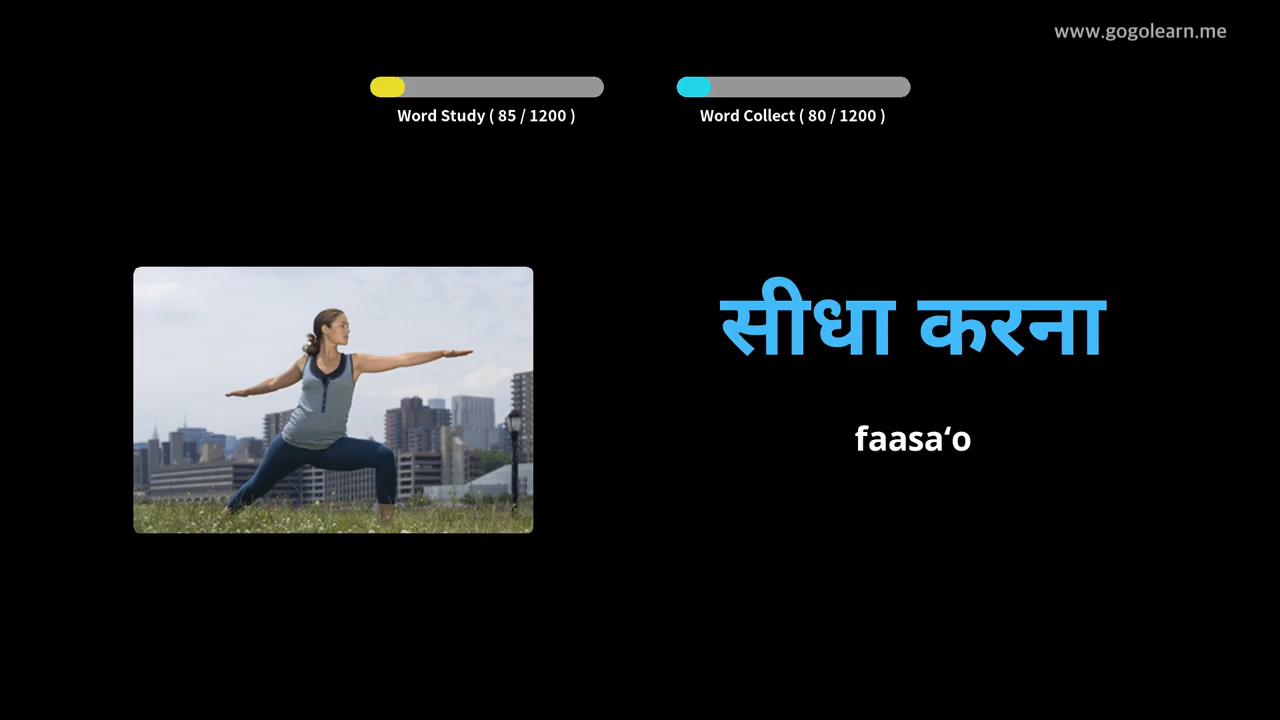 www.gogolearn.me
Word Study ( 85 / 1200 )
Word Collect ( 80 / 1200 )
सीधा करना
faasa‘o